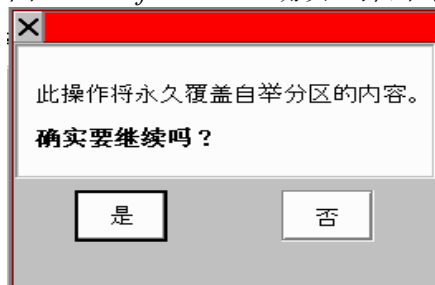 此操作将永久覆盖自举分区的内容。
确实要继续吗？
是
否